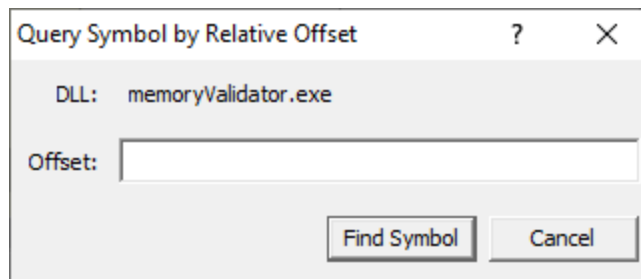 Query Symbol by Relative Offset ?
DLL: memoryValidator.exe
Offset:
Find Symbol Cancel